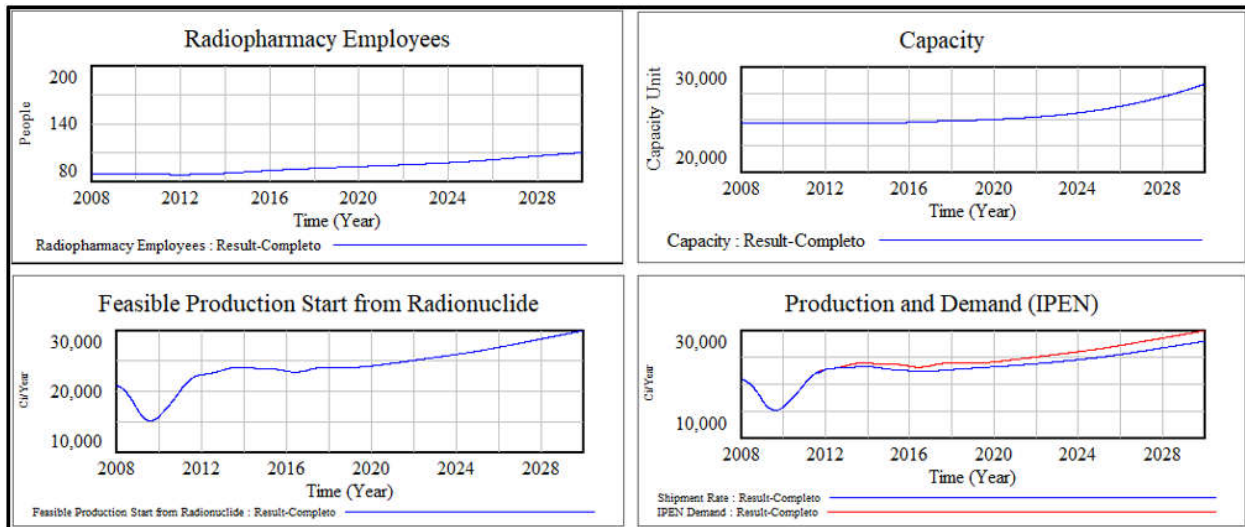 Radiopharmacy Employees
People
200
140
80
2008 2012 2016 2020 2024 2028
Time (Year)
Radiopharmacy Employees : Result-Completo
Capacity
Capacity Unit
30,000
20,000
2008 2012 2016 2020 2024 2028
Time (Year)
Capacity : Result-Completo
Feasible Production Start from Radionuclide
Ci/Year
30,000
20,000
10,000
2008 2012 2016 2020 2024 2028
Time (Year)
Feasible Production Start from Radionuclide : Result-Completo
Production and Demand (IPEN)
Ci/Year
30,000
20,000
10,000
2008 2012 2016 2020 2024 2028
Time (Year)
Shipment Rate : Result-Completo
IPEN Demand : Result-Completo